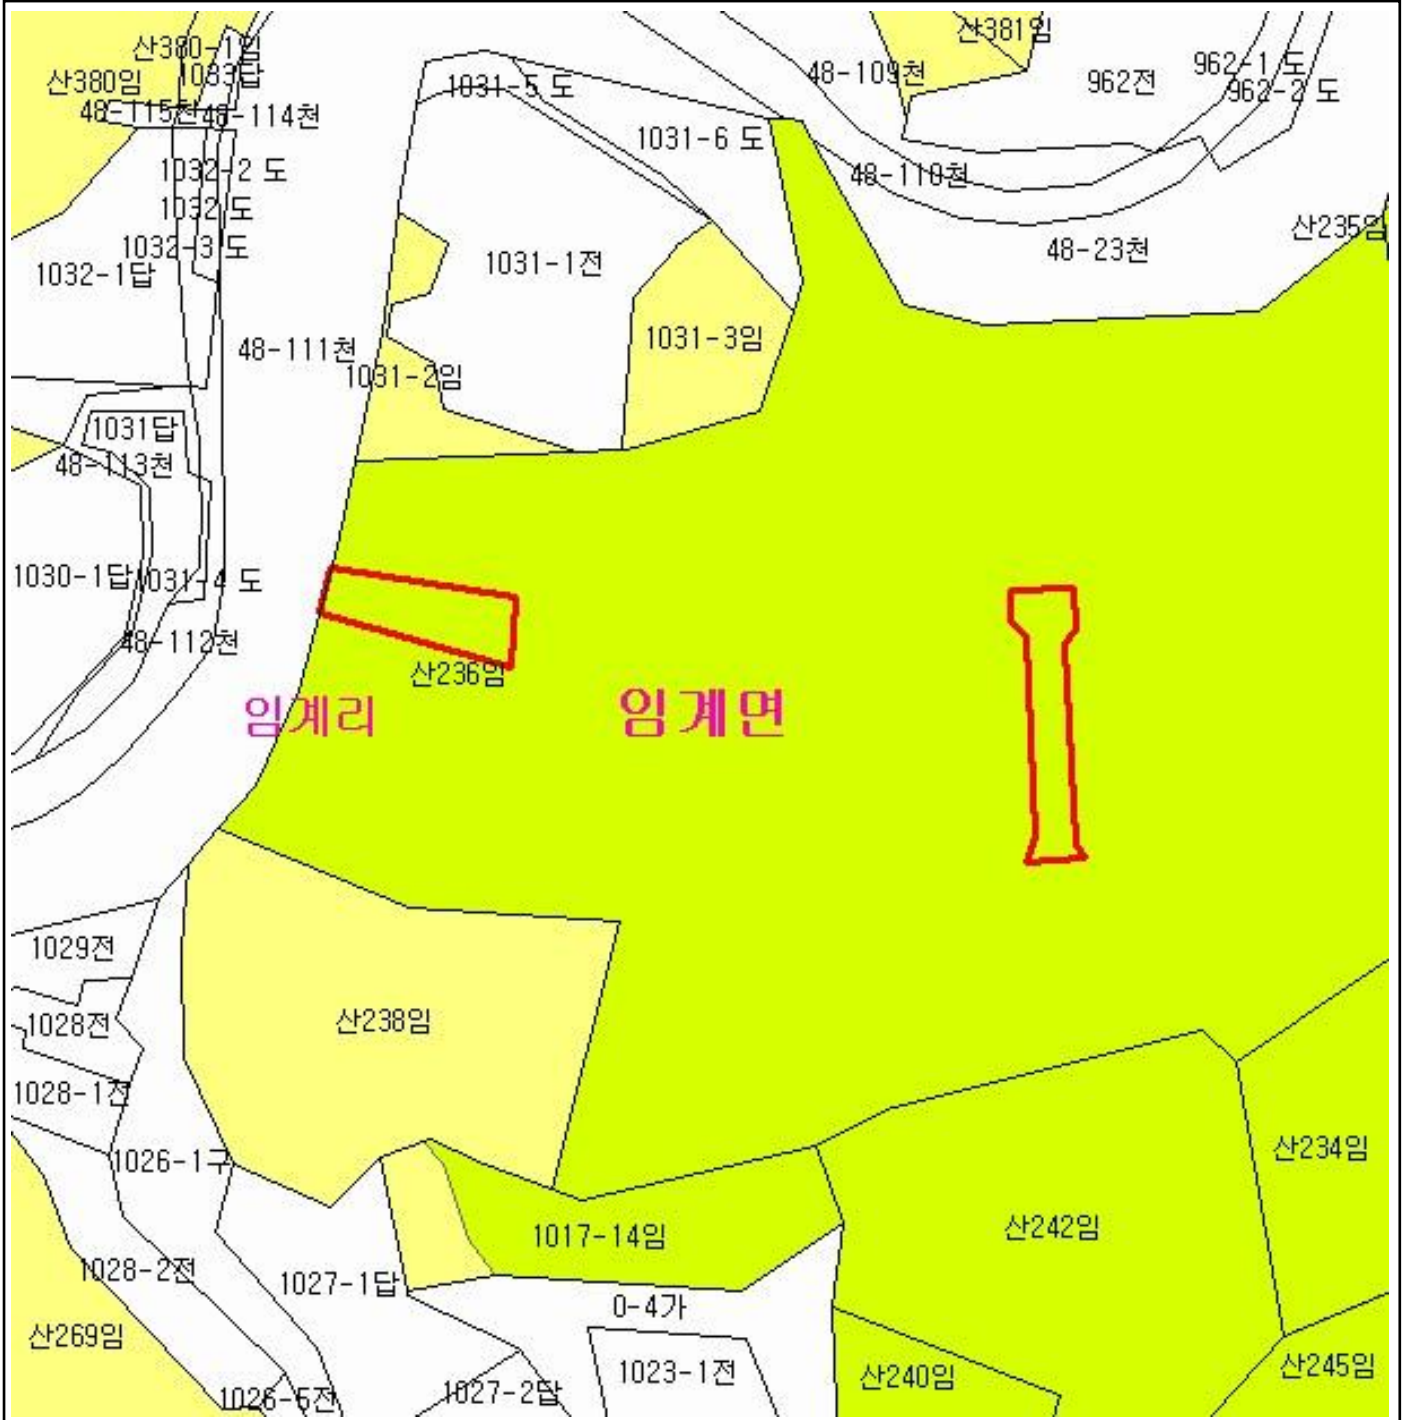 산380-1임
산381임
산380임
1033답
48-109천
962전
962-1 도
962-2 도
1031-5 도
48-115천
48-114천
1031-6 도
1032-2 도
48-110천
1032 도
산235임
1032-3 도
1032-1답
1031-1전
48-23천
1031-3임
48-111천
1031-2임
1031답
48-113천
1030-1답
1031-4 도
48-112천
산236임
임계리
임계면
1029전
1028전
산238임
1028-1전
1026-1구
산234임
1017-14임
산242임
1028-2전
1027-1답
0-4가
산269임
1023-1전
산240임
산245임
1026-5전
1027-2답